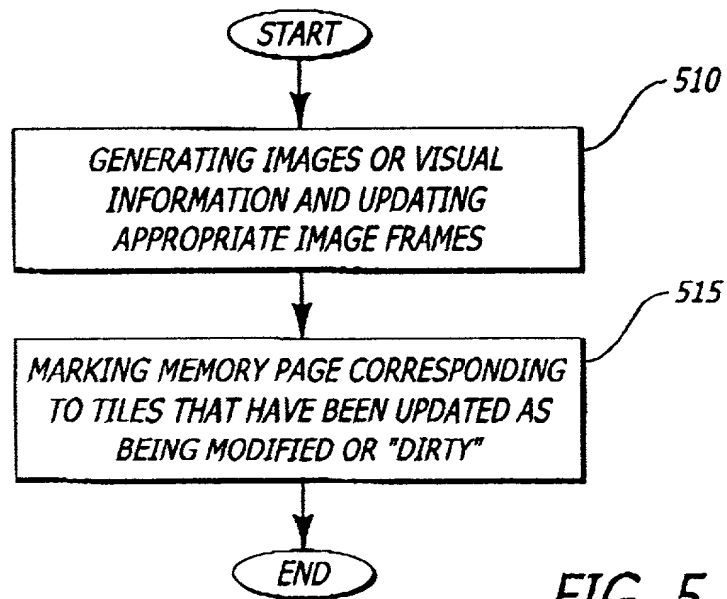 START
510
GENERATING IMAGES OR VISUAL
INFORMATION AND UPDATING
APPROPRIATE IMAGE FRAMES
515
MARKING MEMORY PAGE CORRESPONDING
TO TILES THAT HAVE BEEN UPDATED AS
BEING MODIFIED OR "DIRTY"
END
FIG. 5